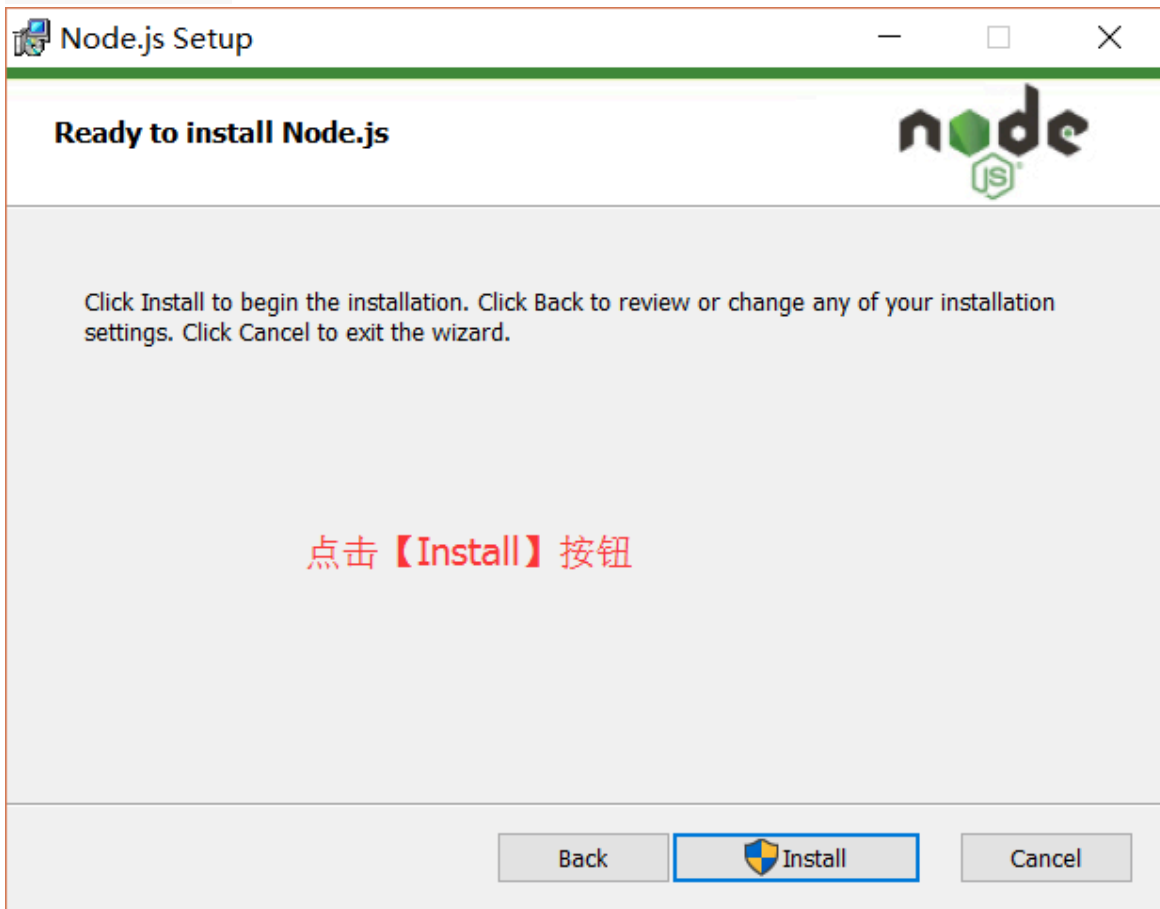 Node.js Setup
Ready to install Node.js
node
JS
Click Install to begin the installation. Click Back to review or change any of your installation
settings. Click Cancel to exit the wizard.
点击【Install】按钮
Back
Install
Cancel